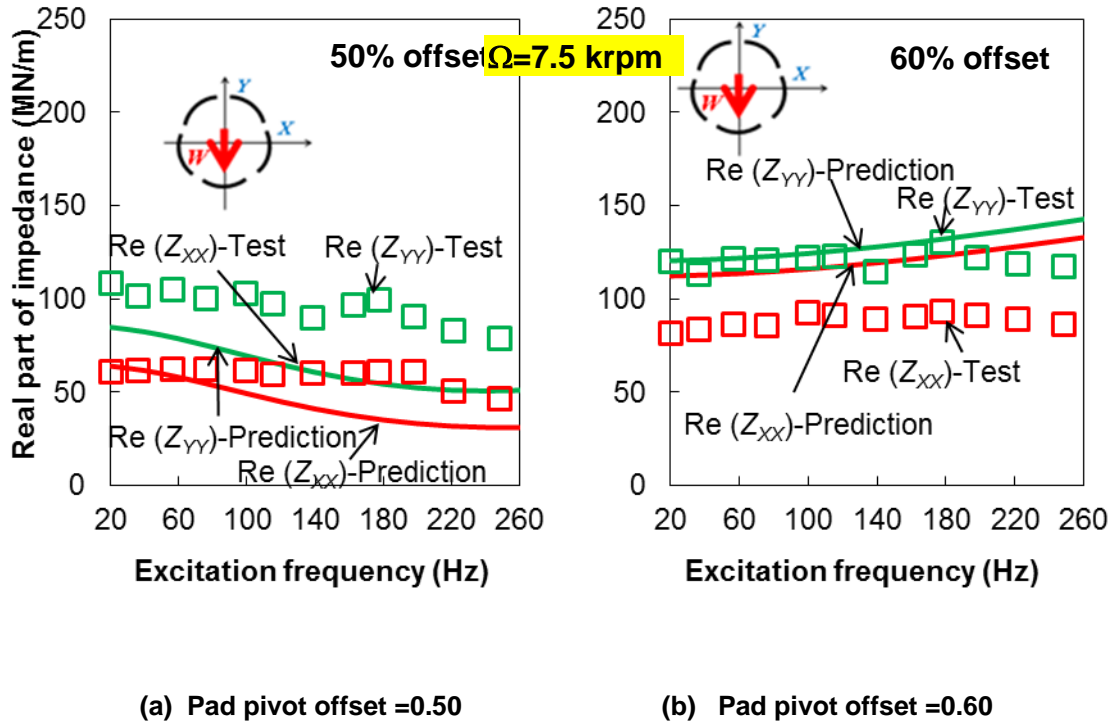 Real part of impedance (MN/m)
250
200
150
100
50
0
50% offset
Ω=7.5 krpm
Y
X
W
Re (ZXX)-Test
Re (ZYY)-Test
Re (ZYY)-Prediction
Re (ZXX)-Prediction
20 60 100 140 180 220 260
Excitation frequency (Hz)
250
200
150
100
50
0
60% offset
Y
X
W
Re (ZYY)-Prediction
Re (ZYY)-Test
Re (ZXX)-Test
Re (ZXX)-Prediction
20 60 100 140 180 220 260
Excitation frequency (Hz)
(a) Pad pivot offset =0.50
(b) Pad pivot offset =0.60